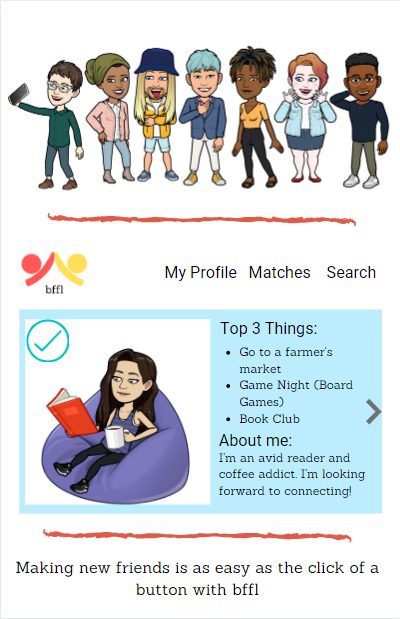 bffl
My Profile Matches Search
Top 3 Things:
Go to a farmer's
market
Game Night (Board
Games)
Book Club
About me:
I'm an avid reader and
coffee addict. I'm looking
forward to connecting!
Making new friends is as easy as the click of a
button with bffl